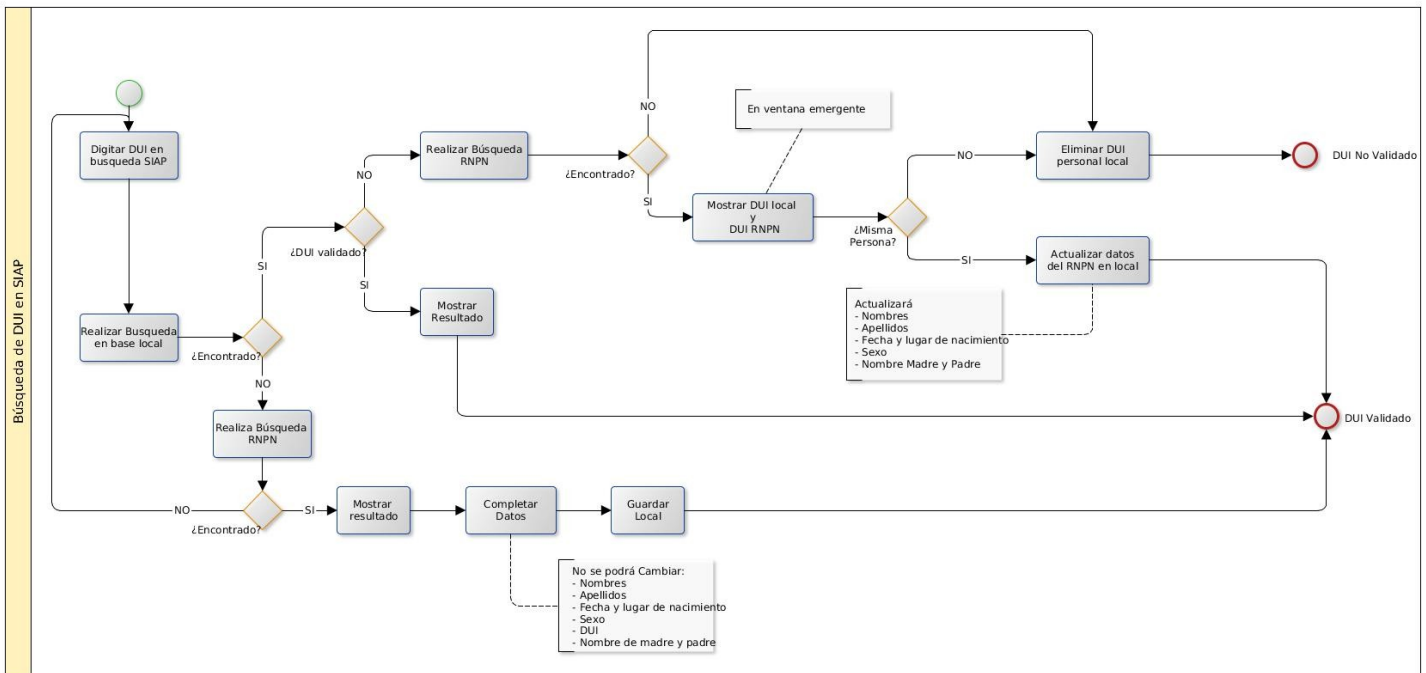 Búsqueda de DUI en SIAP
Digitar DUI en
busqueda SIAP
Realizar Busqueda
en base local
¿Encontrado?
SI
NO
¿DUI validado?
NO
SI
Realizar Búsqueda
RNPN
¿Encontrado?
NO
SI
En ventana emergente
Mostrar DUI local
y
DUI RNPN
¿Misma
Persona?
NO
SI
Eliminar DUI
personal local
DUI No Validado
Actualizar datos
del RNPN en local
Actualizará
- Nombres
- Apellidos
- Fecha y lugar de nacimiento
- Sexo
- Nombre Madre y Padre
Mostrar
Resultado
DUI Validado
Realiza Búsqueda
RNPN
¿Encontrado?
NO
SI
Mostrar
resultado
Completar
Datos
Guardar
Local
No se podrá Cambiar:
- Nombres
- Apellidos
- Fecha y lugar de nacimiento
- Sexo
- DUI
- Nombre de madre y padre